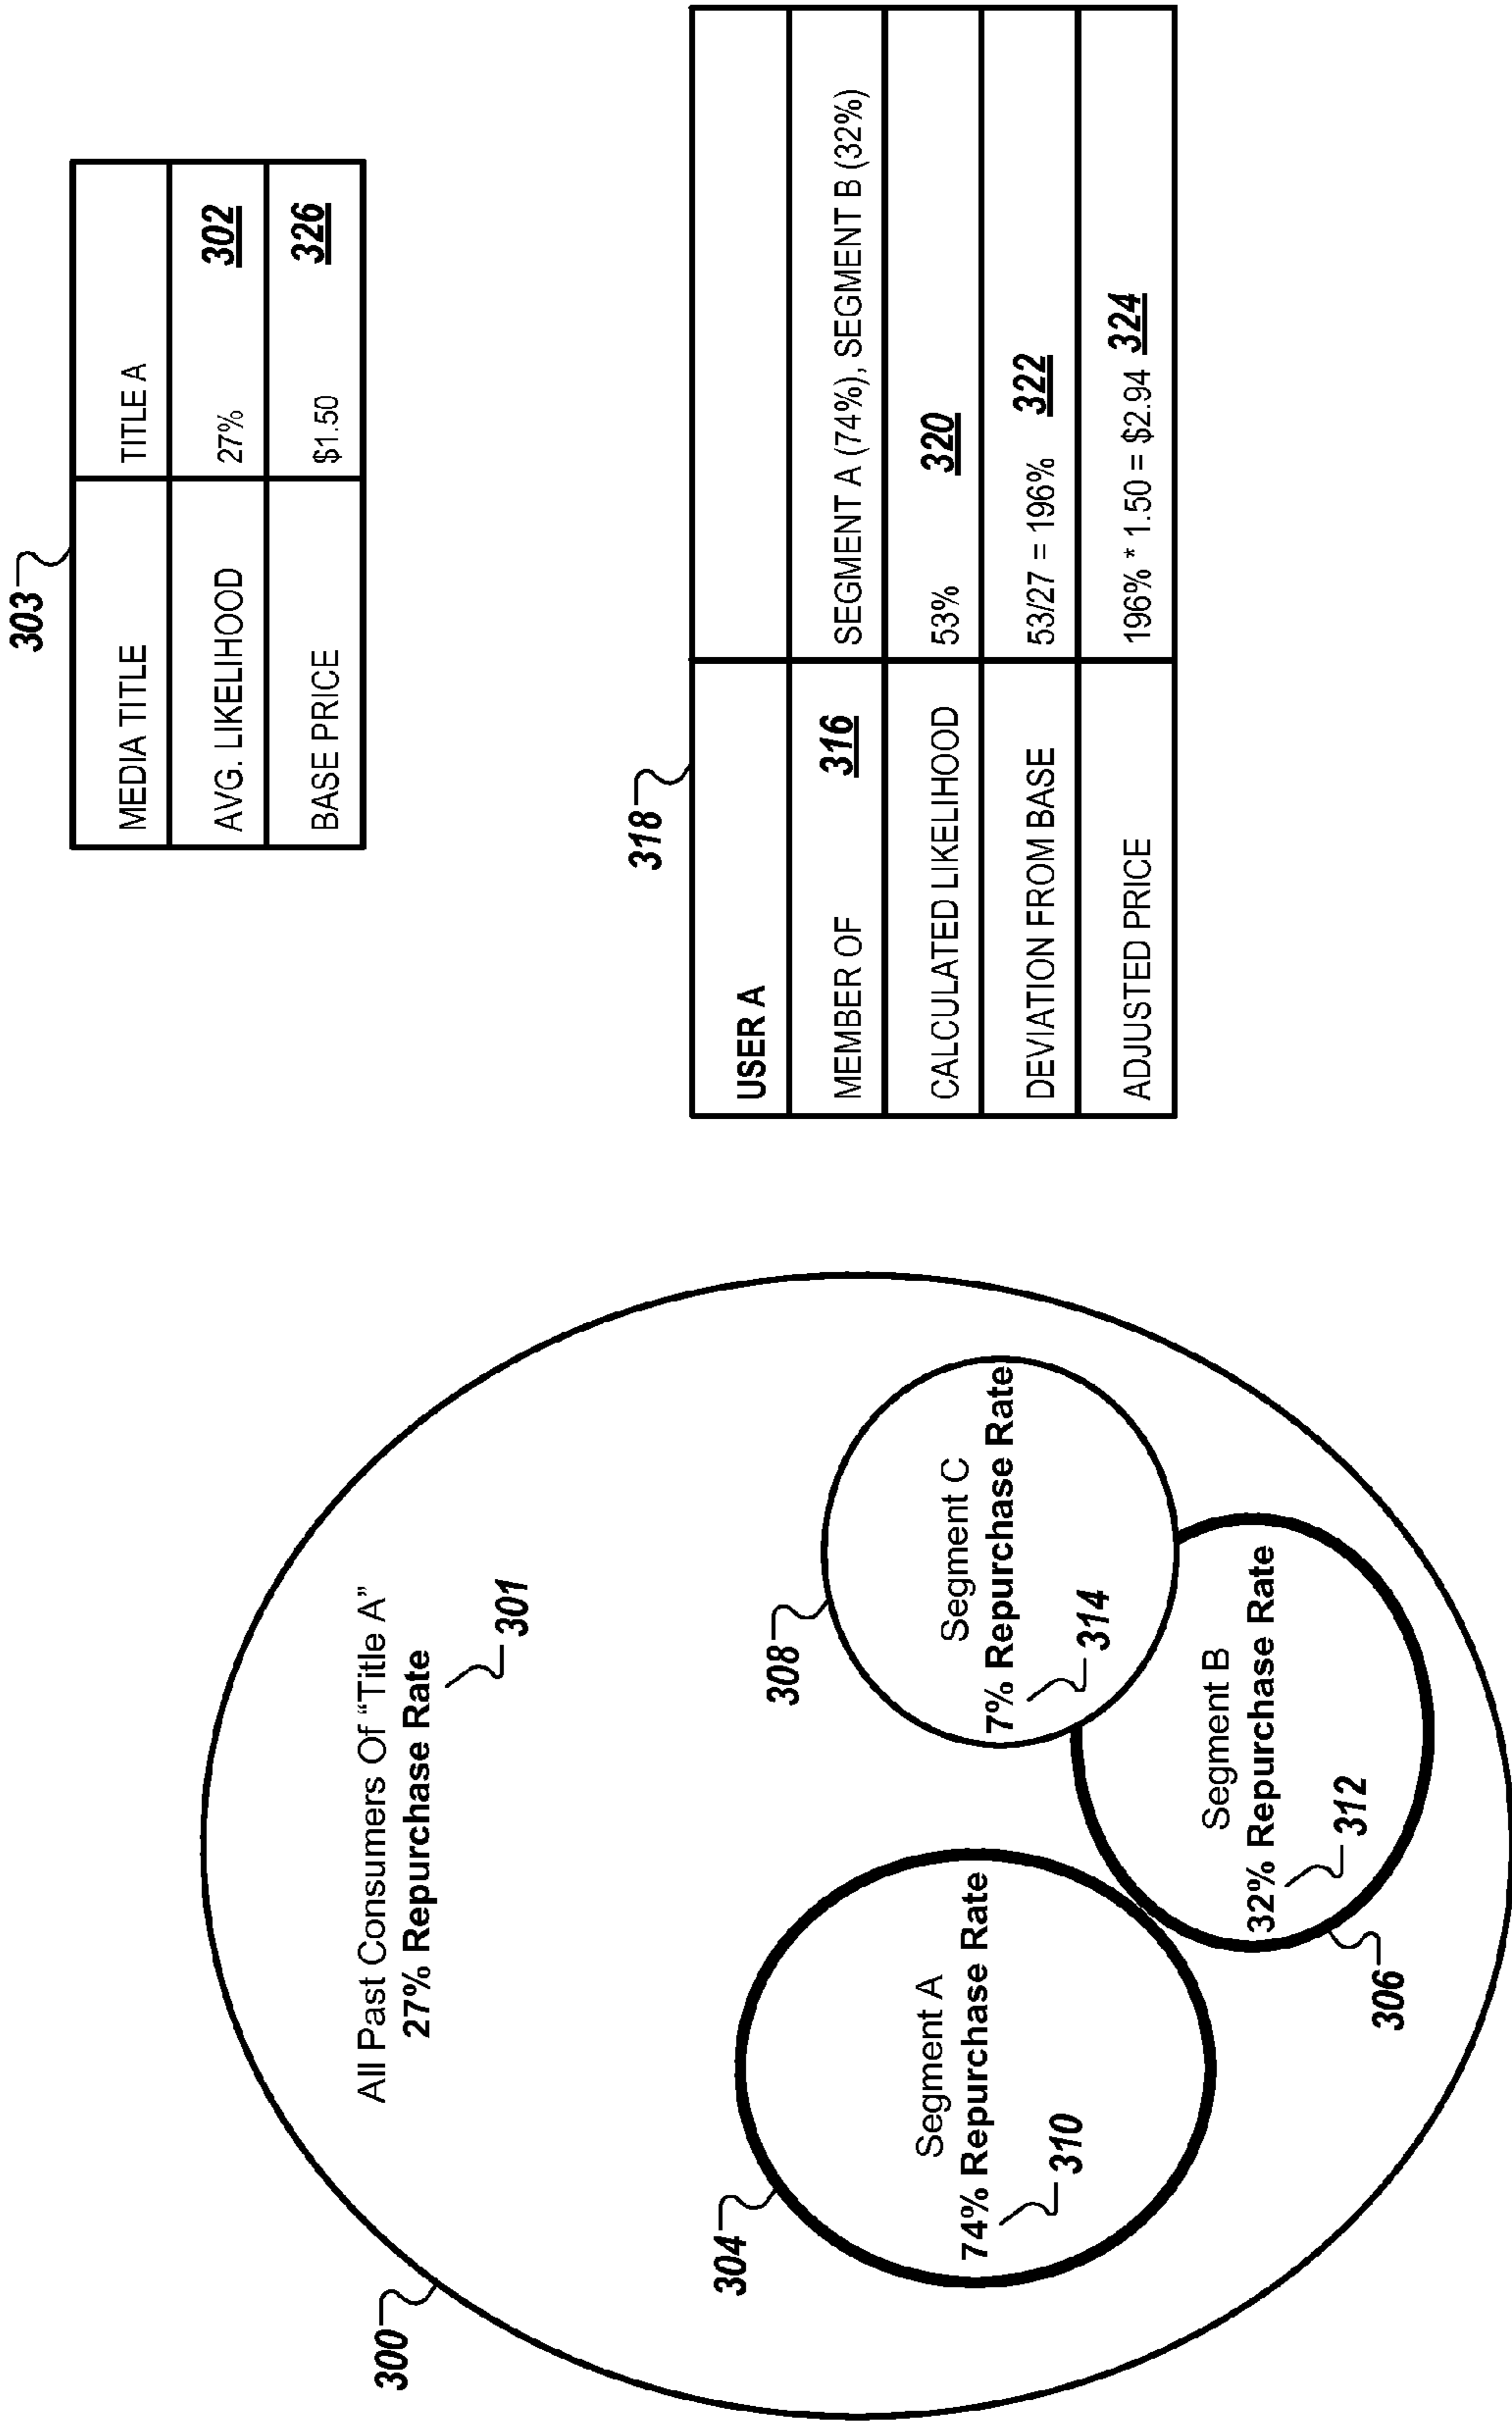 300
All Past Consumers Of “Title A”
27% Repurchase Rate
301
304
Segment A
74% Repurchase Rate
310
308
Segment C
7% Repurchase Rate
314
Segment B
32% Repurchase Rate
312
306
303
MEDIA TITLE TITLE A
AVG. LIKELIHOOD 27% 302
BASE PRICE $1.50 326
318
USER A
MEMBER OF 316 SEGMENT A (74%), SEGMENT B (32%)
CALCULATED LIKELIHOOD 53% 320
DEVIATION FROM BASE 53/27 = 196% 322
ADJUSTED PRICE 196% * 1.50 = $2.94 324